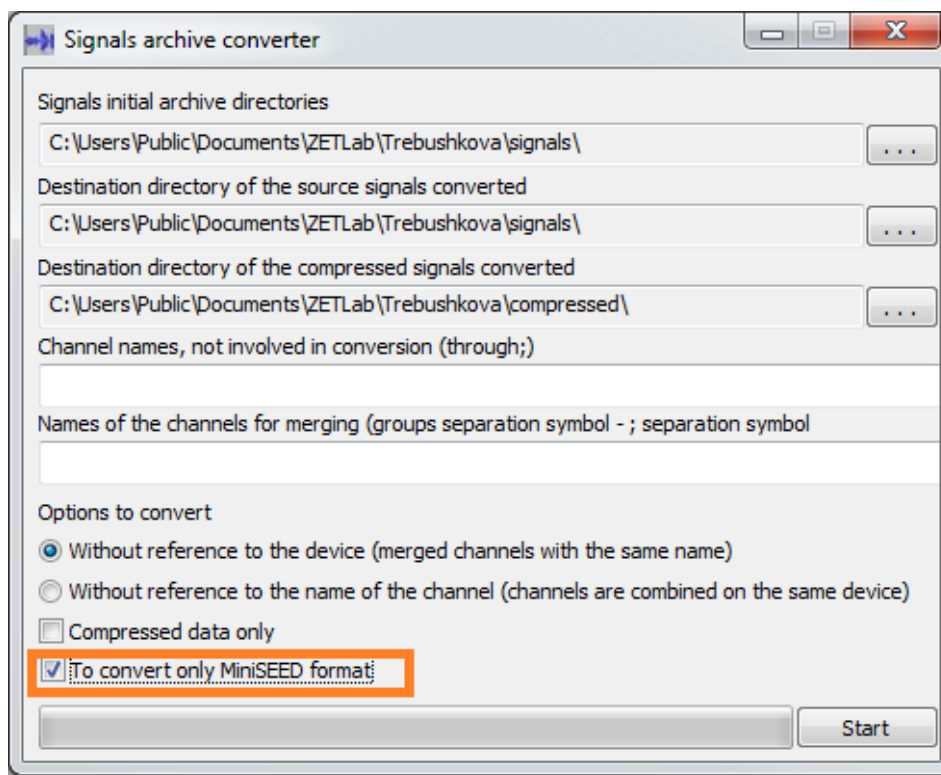 Signals archive converter
Signals initial archive directories
C:\Users\Public\Documents\ZETLab\Trebushkova\signals\
...
Destination directory of the source signals converted
C:\Users\Public\Documents\ZETLab\Trebushkova\signals\
...
Destination directory of the compressed signals converted
C:\Users\Public\Documents\ZETLab\Trebushkova\compressed\
...
Channel names, not involved in conversion (through;)
Names of the channels for merging (groups separation symbol - ; separation symbol
Options to convert
Without reference to the device (merged channels with the same name)
Without reference to the name of the channel (channels are combined on the same device)
Compressed data only
To convert only MiniSEED format
Start